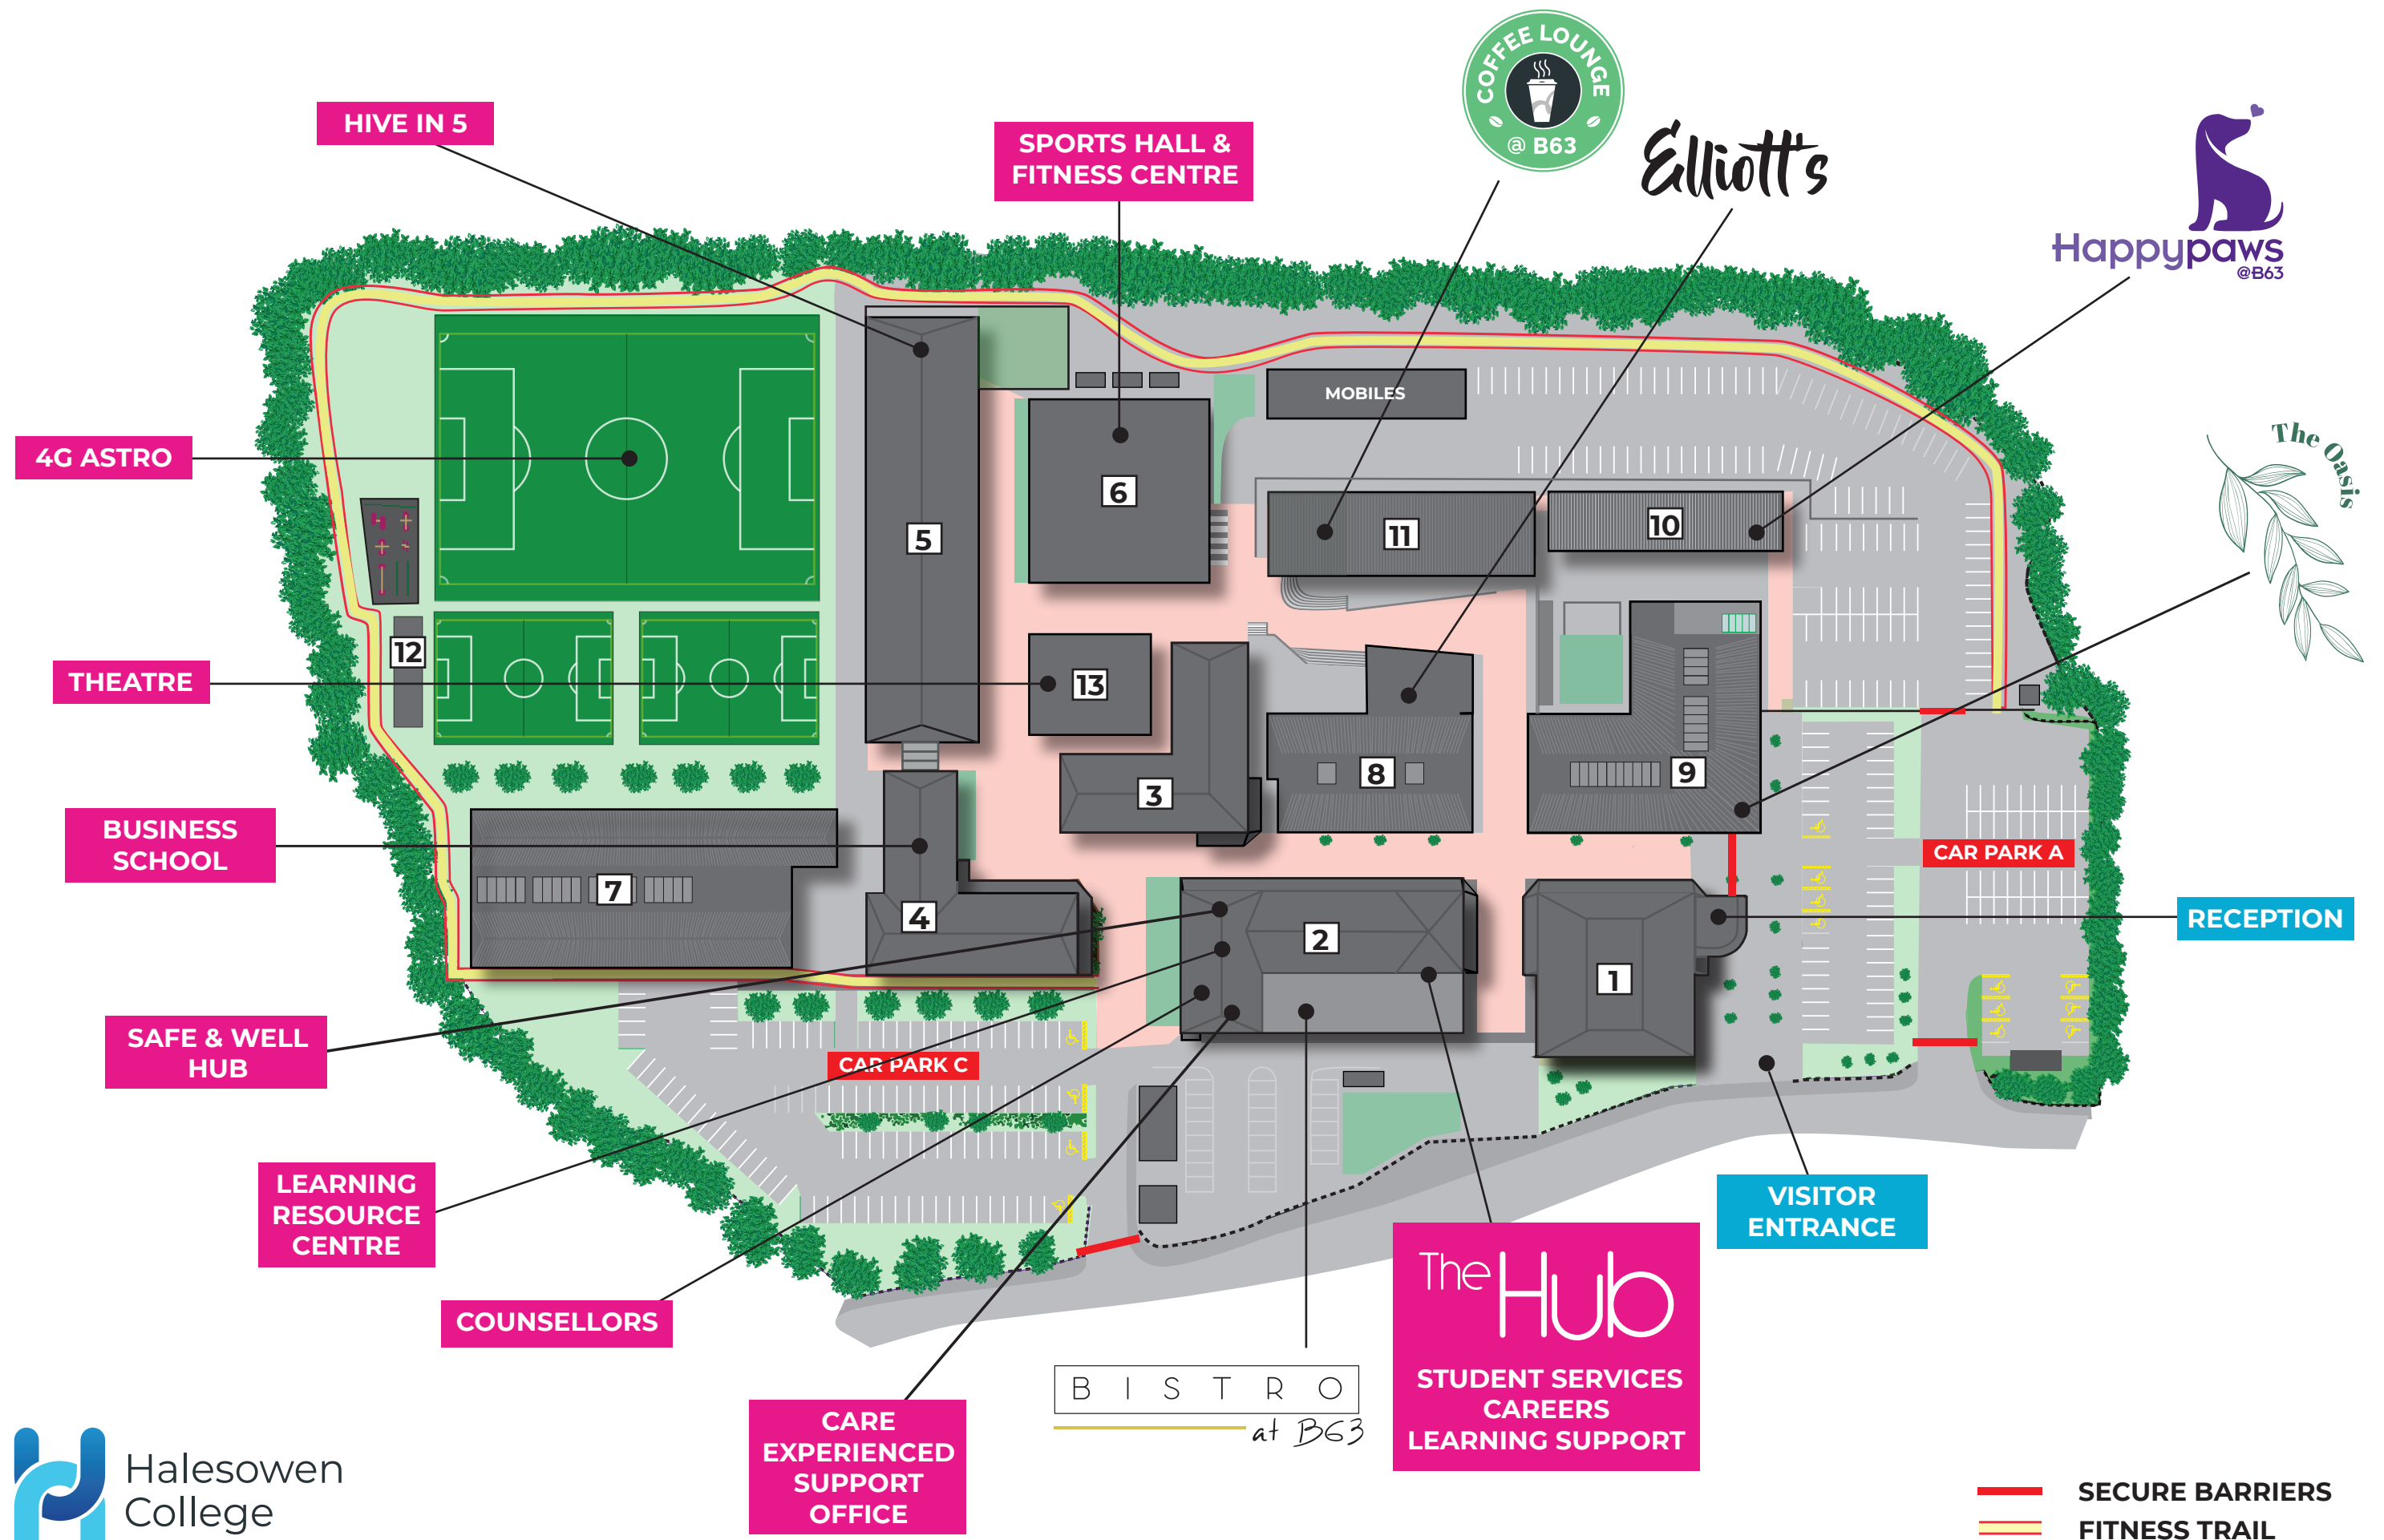 COFFEE LOUNGE
@ B63
Elliott's
Happypaws
@B63
HIVE IN 5
SPORTS HALL &
FITNESS CENTRE
The Oasis
MOBILES
4G ASTRO
6
5
11
10
12
THEATRE
13
8
9
3
BUSINESS
SCHOOL
CAR PARK A
7
4
2
RECEPTION
1
SAFE & WELL
HUB
CAR PARK C
LEARNING
RESOURCE
CENTRE
VISITOR
ENTRANCE
COUNSELLORS
The Hub
STUDENT SERVICES
CAREERS
LEARNING SUPPORT
BISTRO
at B63
CARE
EXPERIENCED
SUPPORT
OFFICE
Halesowen
College
SECURE BARRIERS
FITNESS TRAIL